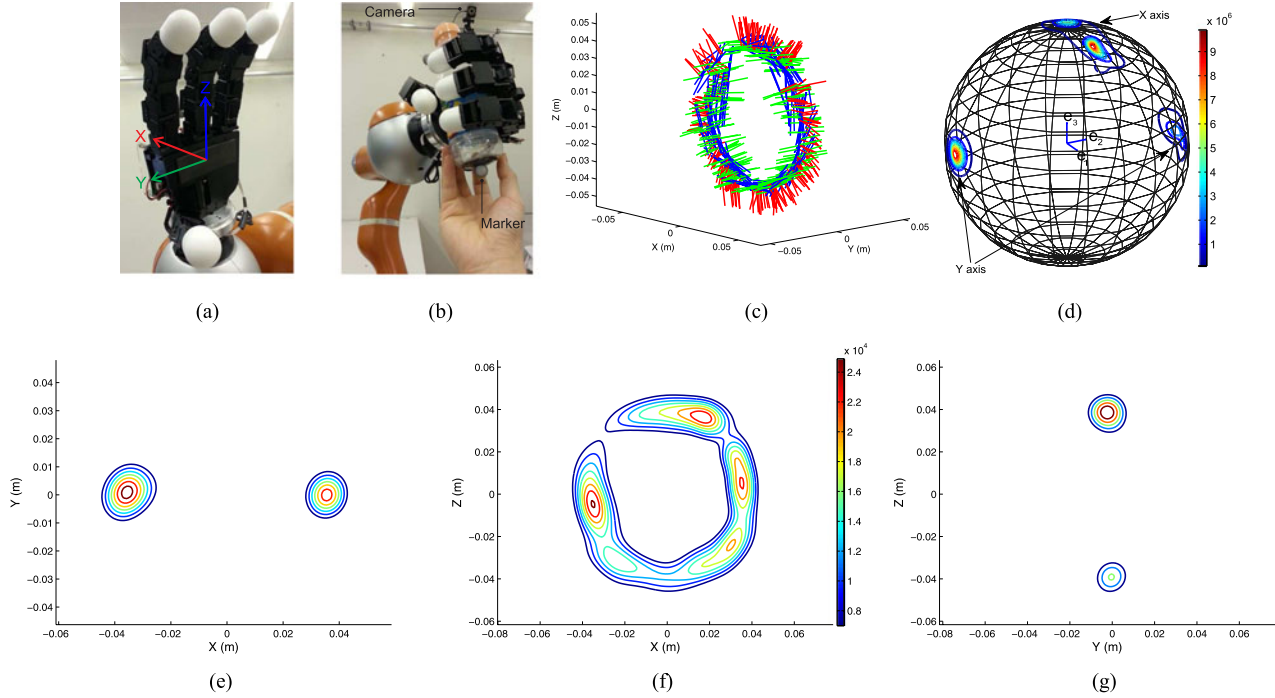 X
Y
Z
(a)
Camera
Marker
(b)
0.05
0.04
0.03
0.02
0.01
0
−0.01
−0.02
−0.03
−0.04
−0.05
Z (m)
−0.05
0
0.05
X (m)
−0.05
0
0.05
Y (m)
(c)
X axis
e3
e2
e1
Y axis
x 10^6
9
8
7
6
5
4
3
2
1
(d)
0.04
0.03
0.02
0.01
0
−0.01
−0.02
−0.03
−0.04
Y (m)
−0.06
−0.04
−0.02
0
0.02
0.04
X (m)
(e)
0.06
0.04
0.02
0
−0.02
−0.04
−0.06
Z (m)
−0.08
−0.06
−0.04
−0.02
0
0.02
0.04
0.06
X (m)
x 10^4
2.4
2.2
2
1.8
1.6
1.4
1.2
1
0.8
(f)
0.06
0.04
0.02
0
−0.02
−0.04
−0.06
Z (m)
−0.08
−0.06
−0.04
−0.02
0
0.02
0.04
0.06
Y (m)
(g)